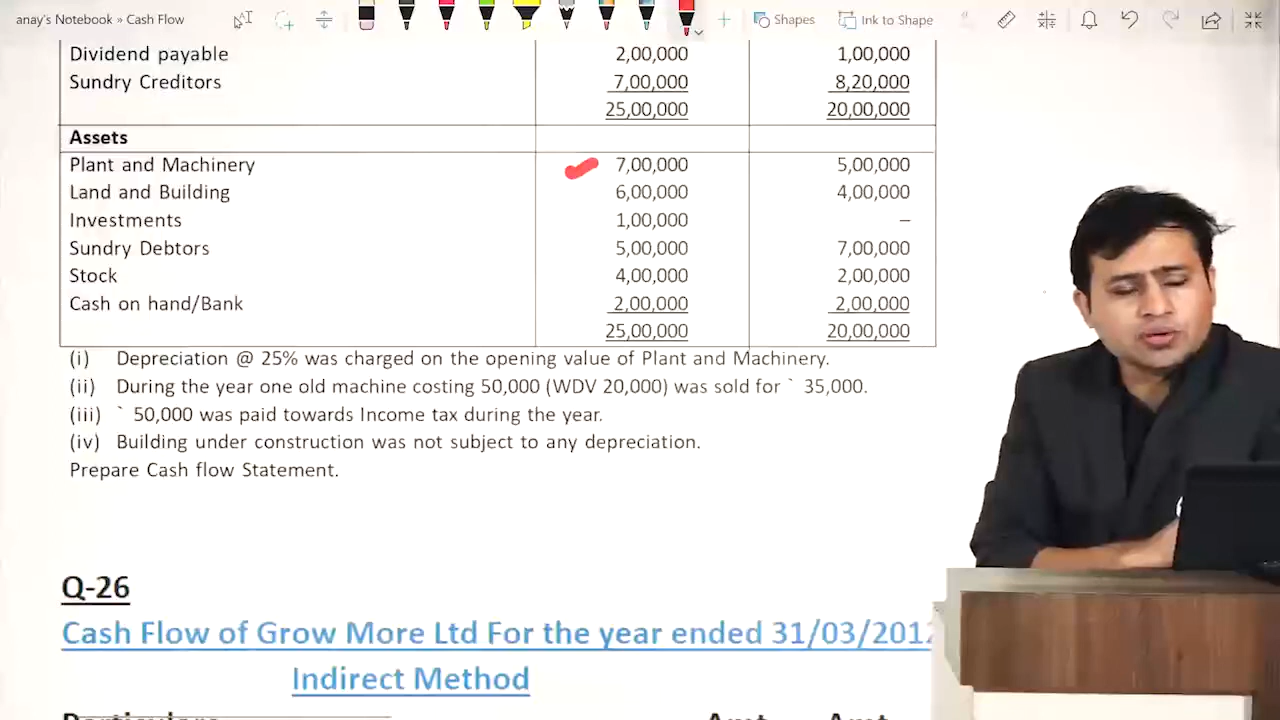 anay's Notebook » Cash Flow Shapes Ink to Shape
Dividend payable 2,00,000 1,00,000
Sundry Creditors 7,00,000 8,20,000
25,00,000 20,00,000
Assets
Plant and Machinery 7,00,000 5,00,000
Land and Building 6,00,000 4,00,000
Investments 1,00,000 –
Sundry Debtors 5,00,000 7,00,000
Stock 4,00,000 2,00,000
Cash on hand/Bank 2,00,000 2,00,000
25,00,000 20,00,000
(i) Depreciation @ 25% was charged on the opening value of Plant and Machinery.
(ii) During the year one old machine costing 50,000 (WDV 20,000) was sold for ` 35,000.
(iii) ` 50,000 was paid towards Income tax during the year.
(iv) Building under construction was not subject to any depreciation.
Prepare Cash flow Statement.
Q-26
Cash Flow of Grow More Ltd For the year ended 31/03/2012
Indirect Method
Particulars Amt Amt